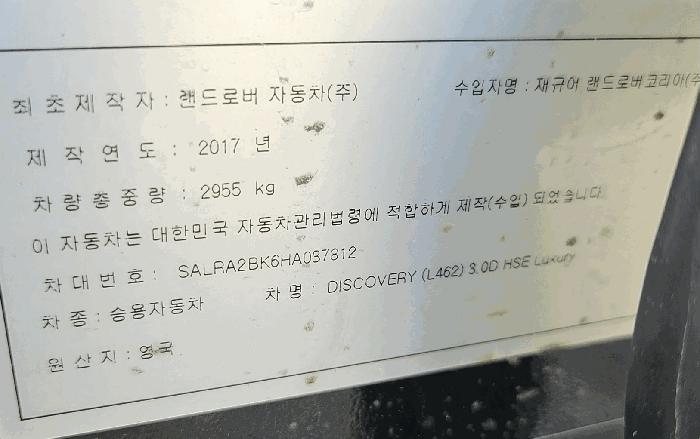 최초제작자 : 랜드로버 자동차(주) 수입자명 : 재규어 랜드로버코리아(주
제작연도 : 2017 년
차량총중량 : 2955 kg
이 자동차는 대한민국 자동차관리법령에 적합하게 제작(수입) 되었습니다
차대번호 : SALRA2BK6HA037812
차종 : 승용자동차 차명 : DISCOVERY (L462) 3.0D HSE Luxury
원산지 : 영국